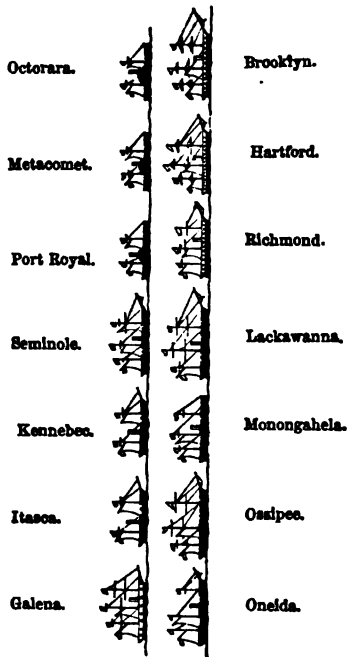 Octorara.
Brooklyn.
Metacomet.
Hartford.
Port Royal.
Richmond.
Seminole.
Lackawanna.
Kennebec.
Monongahela.
Itasca.
Ossipee.
Galena.
Oneida.